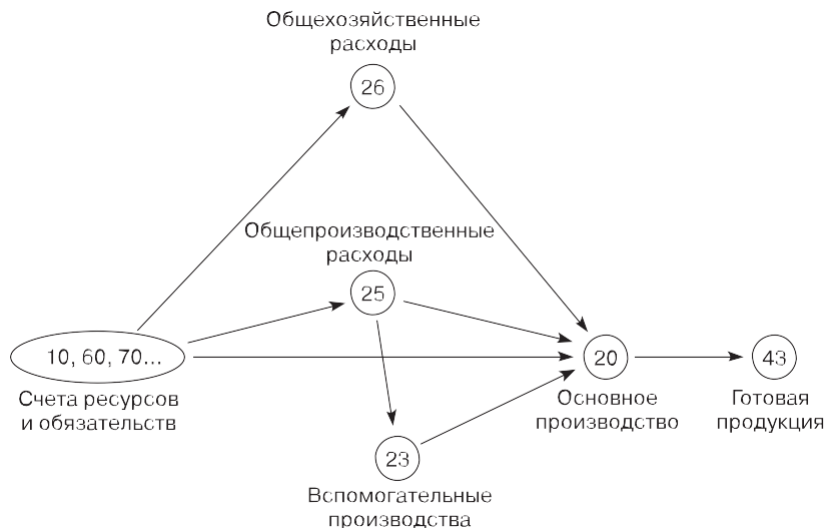 Общехозяйственные
расходы
26
Общепроизводственные
расходы
25
10, 60, 70...
Счета ресурсов
и обязательств
20
Основное
производство
43
Готовая
продукция
23
Вспомогательные
производства